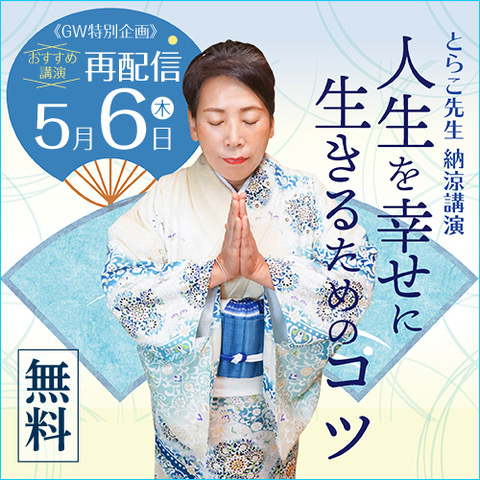 《GW特別企画》
おすすめ
講演
再配信
5月6日
木
とらこ先生 納涼講演
人生を幸せに
生きるためのコツ
無料